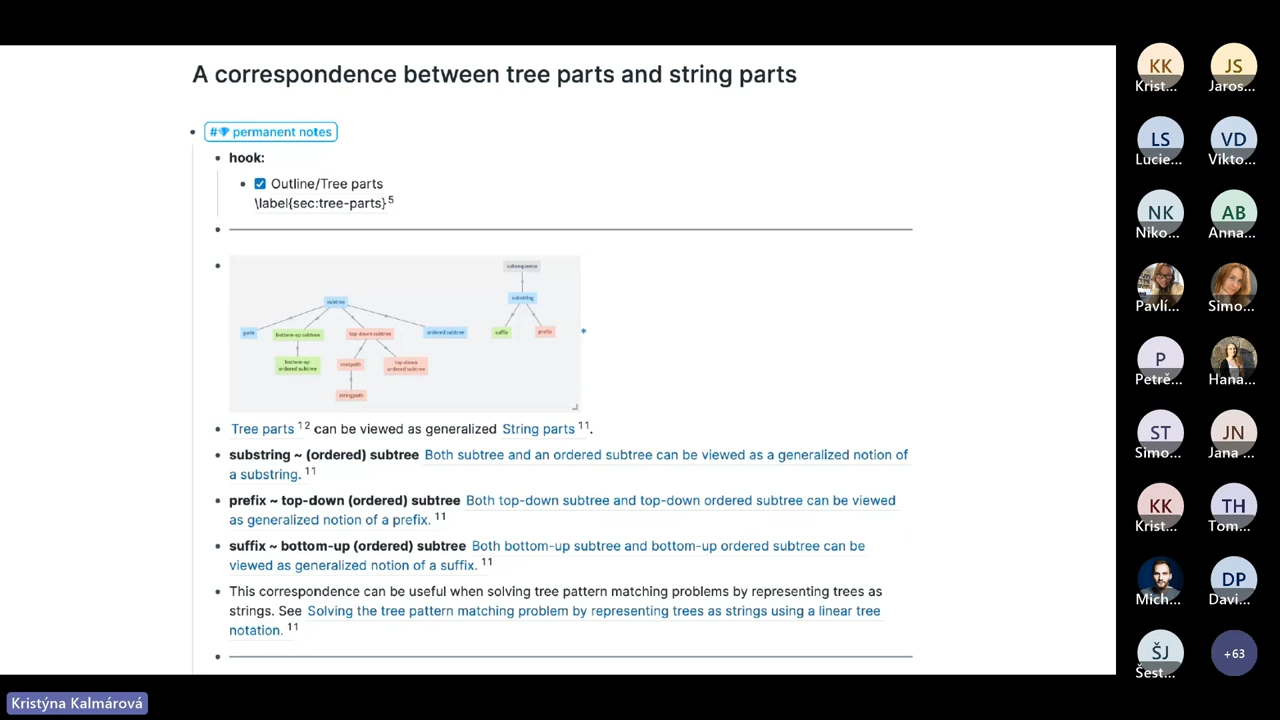 A correspondence between tree parts and string parts
# permanent notes
hook:
Outline/Tree parts
\label{sec:tree-parts} 5
subsequence
substring
suffix
prefix
subtree
path
bottom-up subtree
top-down subtree
ordered subtree
bottom-up
ordered subtree
rootpath
top-down
ordered subtree
stringpath
*
Tree parts 12 can be viewed as generalized String parts 11.
substring ~ (ordered) subtree Both subtree and an ordered subtree can be viewed as a generalized notion of
a substring. 11
prefix ~ top-down (ordered) subtree Both top-down subtree and top-down ordered subtree can be viewed
as generalized notion of a prefix. 11
suffix ~ bottom-up (ordered) subtree Both bottom-up subtree and bottom-up ordered subtree can be
viewed as generalized notion of a suffix. 11
This correspondence can be useful when solving tree pattern matching problems by representing trees as
strings. See Solving the tree pattern matching problem by representing trees as strings using a linear tree
notation. 11
KK
Krist...
JS
Jaros...
LS
Lucie...
VD
Vikto...
NK
Niko...
AB
Anna...
Pavlí...
Simo...
P
Petrě...
Hana...
ST
Simo...
JN
Jana ...
KK
Krist...
TH
Tom...
Mich...
DP
Davi...
ŠJ
Šest...
+63
Kristýna Kalmárová